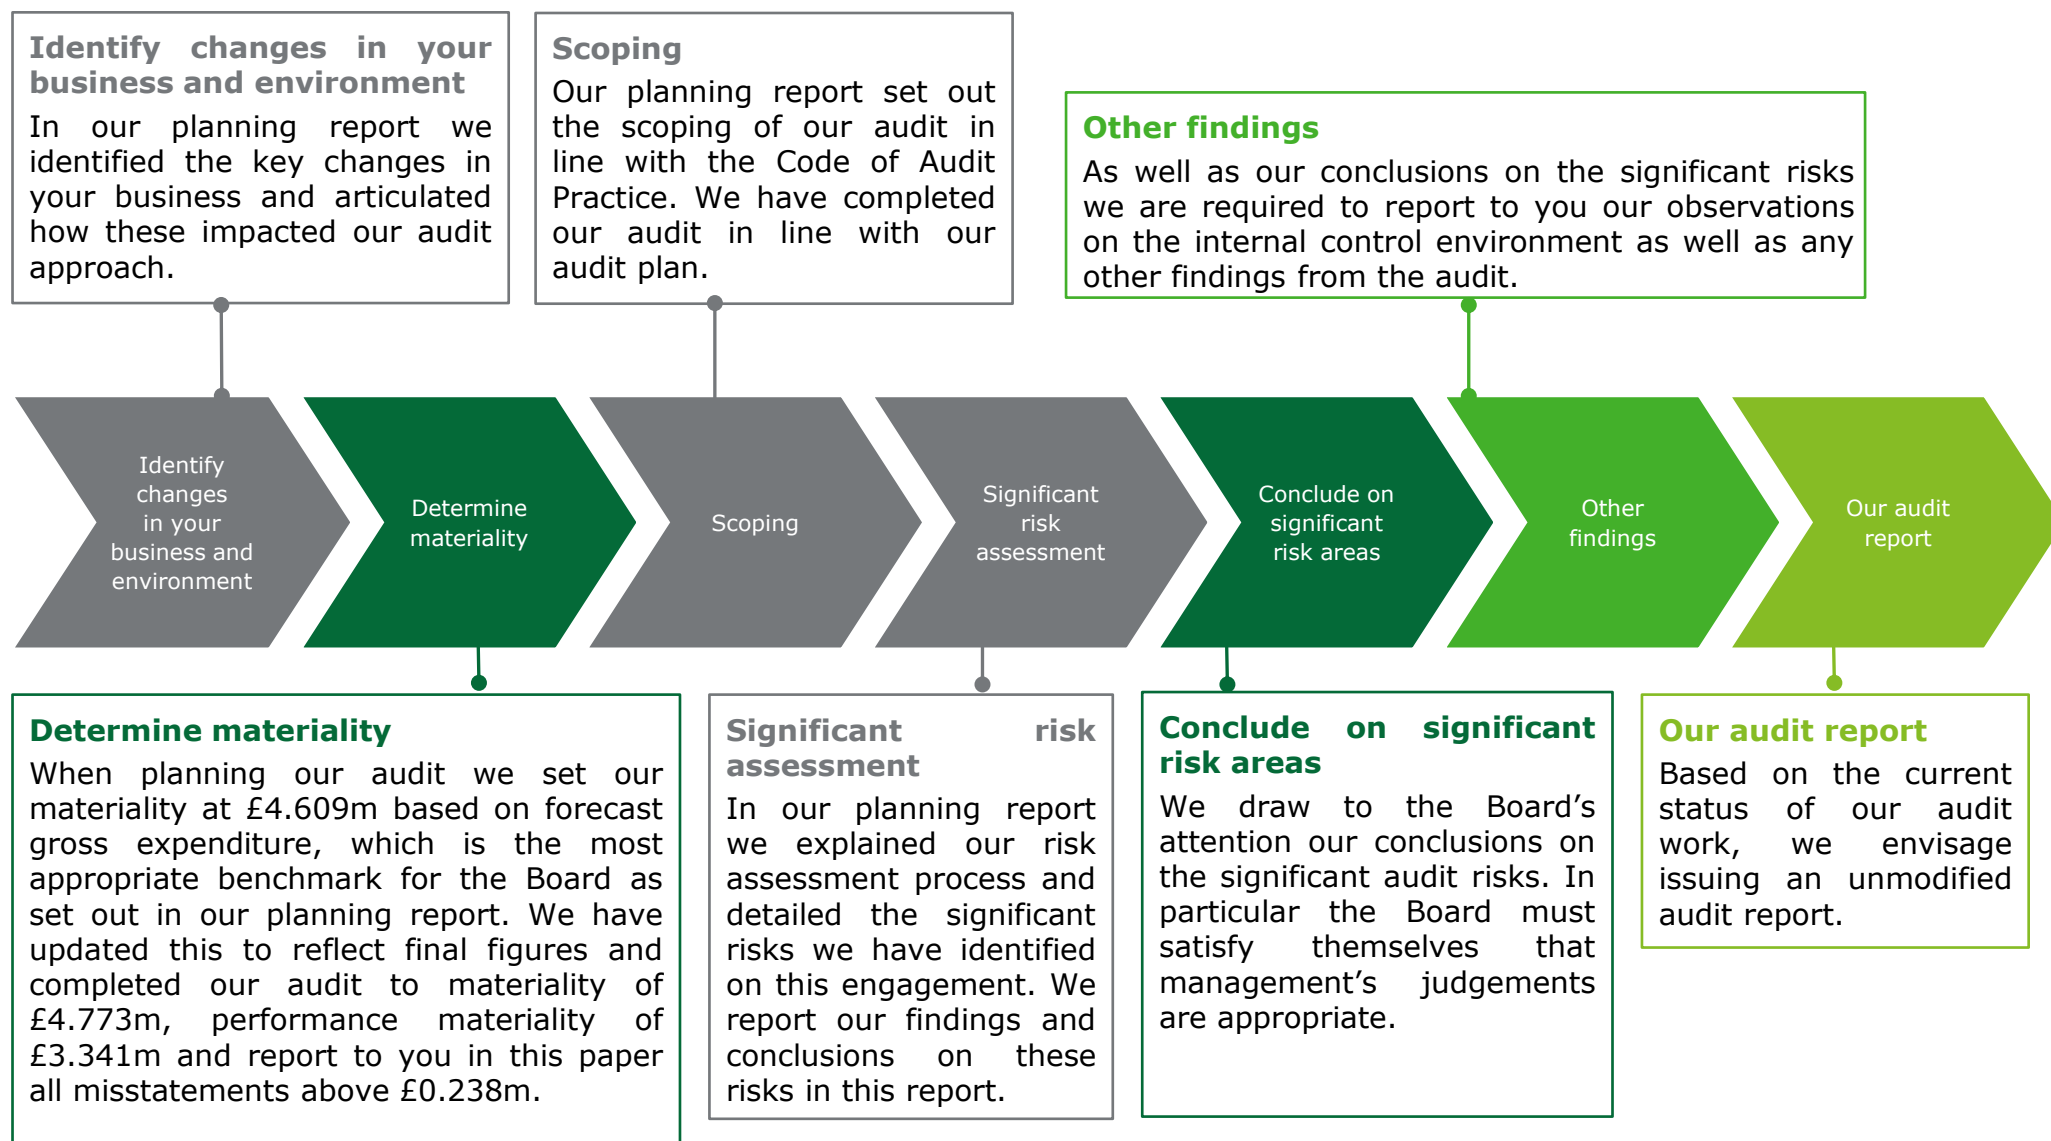 Identify changes in your
business and environment
In our planning report we
identified the key changes in
your business and articulated
how these impacted our audit
approach.
Scoping
Our planning report set out
the scoping of our audit in
line with the Code of Audit
Practice. We have completed
our audit in line with our
audit plan.
Other findings
As well as our conclusions on the significant risks
we are required to report to you our observations
on the internal control environment as well as any
other findings from the audit.
Identify
changes
in your
business and
environment
Determine
materiality
Scoping
Significant
risk
assessment
Conclude on
significant
risk areas
Other
findings
Our audit
report
Determine materiality
When planning our audit we set our
materiality at £4.609m based on forecast
gross expenditure, which is the most
appropriate benchmark for the Board as
set out in our planning report. We have
updated this to reflect final figures and
completed our audit to materiality of
£4.773m, performance materiality of
£3.341m and report to you in this paper
all misstatements above £0.238m.
Significant risk
assessment
In our planning report
we explained our risk
assessment process and
detailed the significant
risks we have identified
on this engagement. We
report our findings and
conclusions on these
risks in this report.
Conclude on significant
risk areas
We draw to the Board’s
attention our conclusions on
the significant audit risks. In
particular the Board must
satisfy themselves that
management’s judgements
are appropriate.
Our audit report
Based on the current
status of our audit
work, we envisage
issuing an unmodified
audit report.